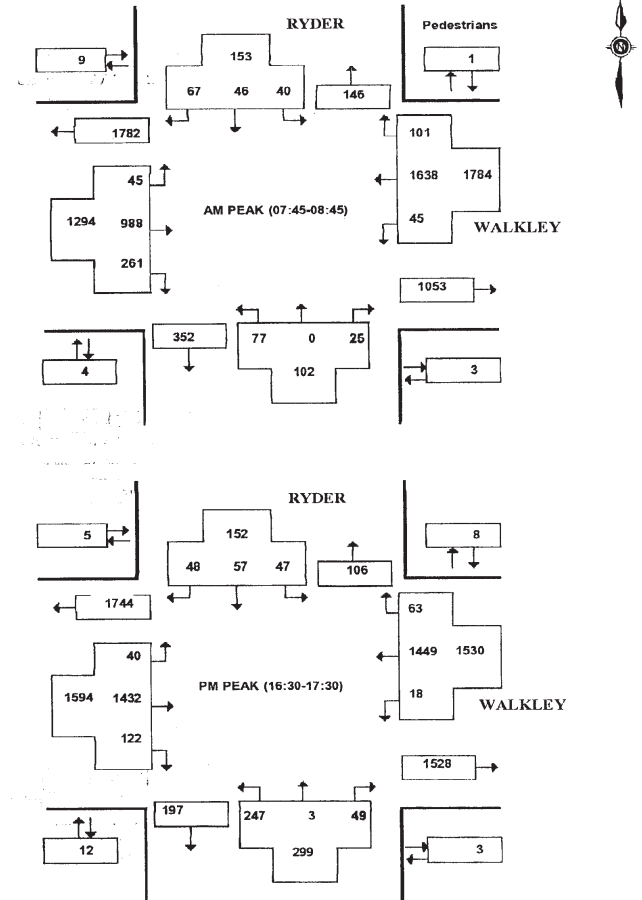 RYDER
Pedestrians
N
9
153
1
67 46 40
146
1782
101
45
1638 1784
AM PEAK (07:45-08:45)
1294 988
45
WALKLEY
261
1053
352
77 0 25
4
102
3
RYDER
5
152
8
48 57 47
106
1744
63
40
1449 1530
PM PEAK (16:30-17:30)
1594 1432
18
WALKLEY
122
1528
197
247 3 49
12
299
3